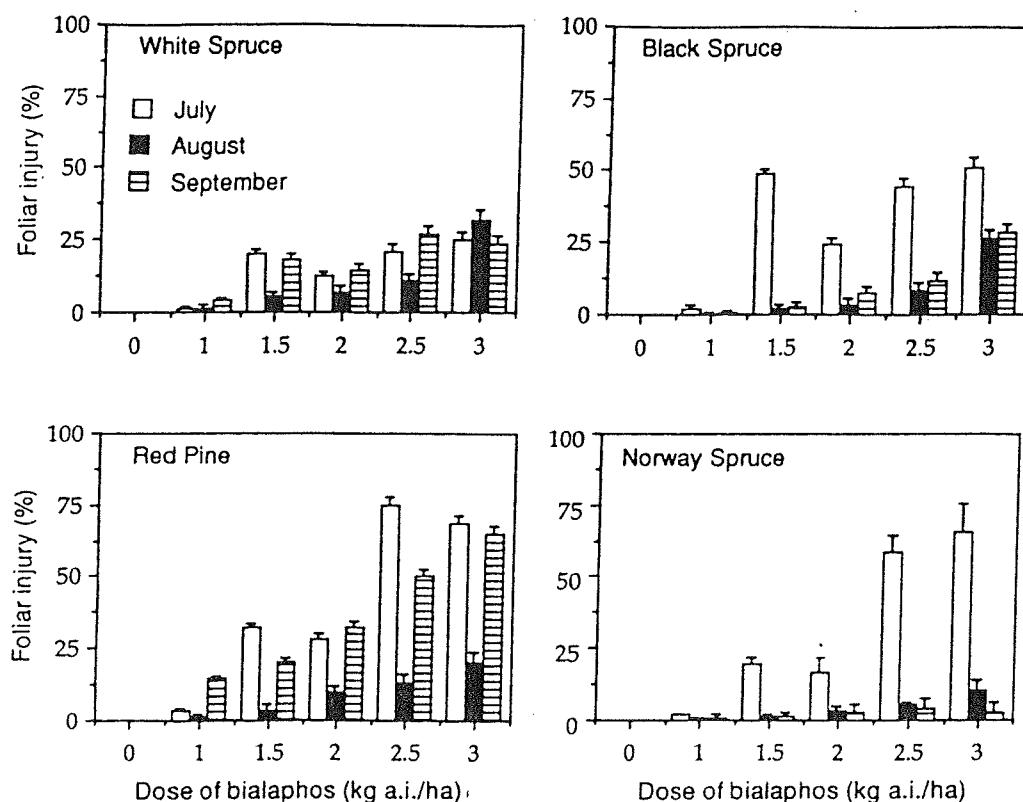 White Spruce
Foliar injury (%)
100
75
50
25
0
July
August
September
0 1 1.5 2 2.5 3
Black Spruce
100
75
50
25
0
0 1 1.5 2 2.5 3
Red Pine
Foliar injury (%)
100
75
50
25
0
0 1 1.5 2 2.5 3
Dose of bialaphos (kg a.i./ha)
Norway Spruce
100
75
50
25
0
0 1 1.5 2 2.5 3
Dose of bialaphos (kg a.i./ha)